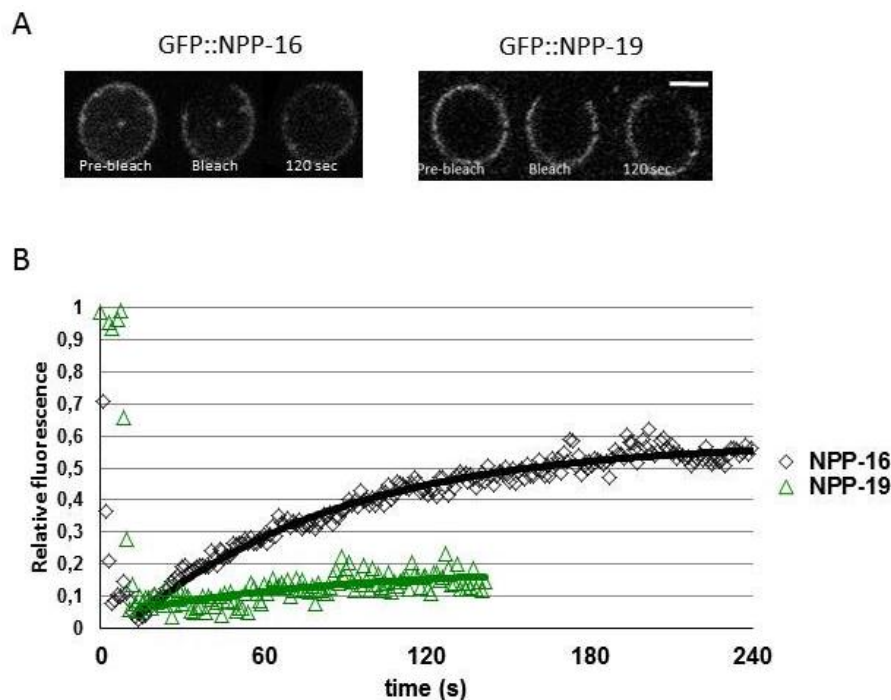 A
GFP::NPP-16
GFP::NPP-19
Pre-bleach
Bleach
120 sec
Pre-bleach
Bleach
120 sec
B
1
0,9
0,8
0,7
0,6
0,5
0,4
0,3
0,2
0,1
0
Relative fluorescence
0 60 120 180 240
time (s)
NPP-16
NPP-19